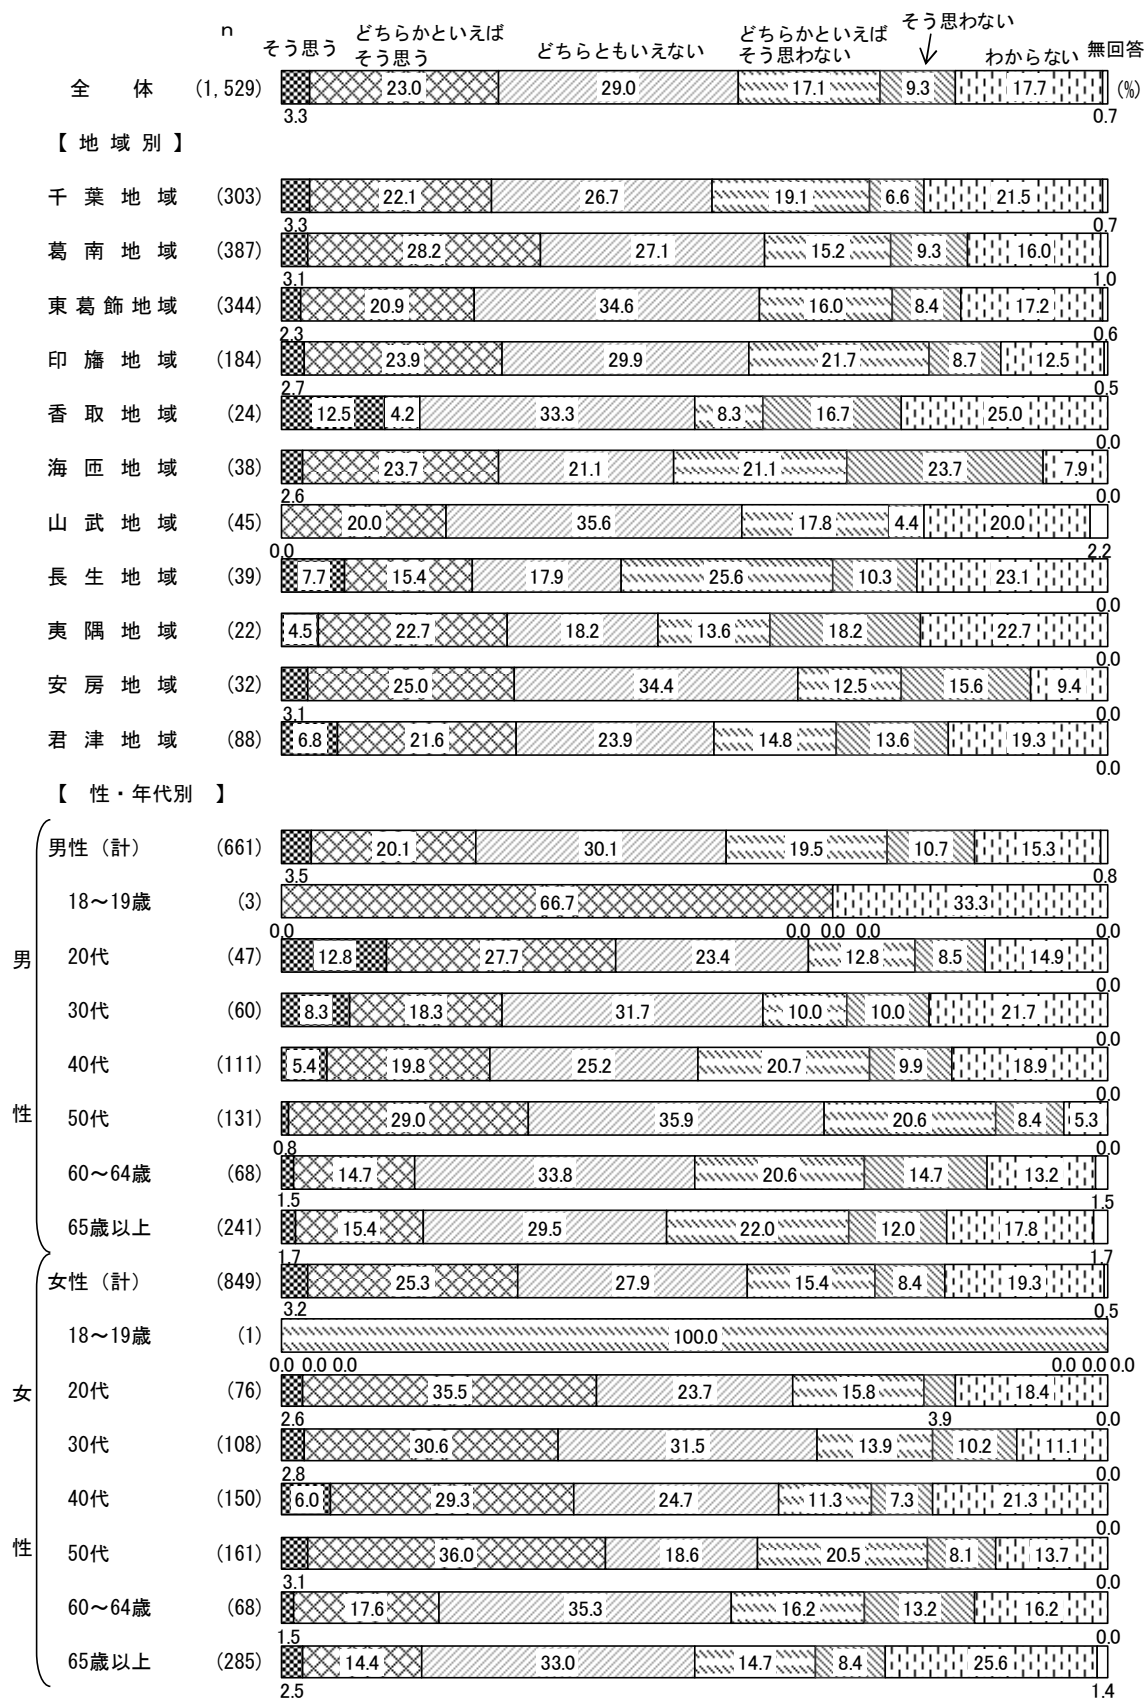 n そう思う どちらかといえば そう思う どちらともいえない どちらかといえば そう思わない そう思わない わからない 無回答
全体 (1,529) 23.0 29.0 17.1 9.3 17.7 (%)
3.3 0.7
【地域別】
千葉地域 (303) 22.1 26.7 19.1 6.6 21.5
3.3 0.7
葛南地域 (387) 28.2 27.1 15.2 9.3 16.0
3.1 1.0
東葛飾地域 (344) 20.9 34.6 16.0 8.4 17.2
2.3 0.6
印旛地域 (184) 23.9 29.9 21.7 8.7 12.5
2.7 0.5
香取地域 (24) 12.5 4.2 33.3 8.3 16.7 25.0
0.0
海匝地域 (38) 23.7 21.1 21.1 23.7 7.9
2.6 0.0
山武地域 (45) 20.0 35.6 17.8 4.4 20.0
0.0 2.2
長生地域 (39) 7.7 15.4 17.9 25.6 10.3 23.1
0.0
夷隅地域 (22) 4.5 22.7 18.2 13.6 18.2 22.7
0.0
安房地域 (32) 25.0 34.4 12.5 15.6 9.4
3.1 0.0
君津地域 (88) 6.8 21.6 23.9 14.8 13.6 19.3
0.0
【性・年代別】
男性
男性(計) (661) 20.1 30.1 19.5 10.7 15.3
3.5 0.8
18〜19歳 (3) 66.7 33.3
0.0 0.0 0.0 0.0 0.0
20代 (47) 12.8 27.7 23.4 12.8 8.5 14.9
0.0
30代 (60) 8.3 18.3 31.7 10.0 10.0 21.7
0.0
40代 (111) 5.4 19.8 25.2 20.7 9.9 18.9
0.0
50代 (131) 29.0 35.9 20.6 8.4 5.3
0.8 0.0
60〜64歳 (68) 14.7 33.8 20.6 14.7 13.2
1.5 1.5
65歳以上 (241) 15.4 29.5 22.0 12.0 17.8
1.7 1.7
女性
女性(計) (849) 25.3 27.9 15.4 8.4 19.3
3.2 0.5
18〜19歳 (1) 100.0
0.0 0.0 0.0 0.0 0.0 0.0
20代 (76) 35.5 23.7 15.8 18.4
2.6 3.9 0.0
30代 (108) 30.6 31.5 13.9 10.2 11.1
2.8 0.0
40代 (150) 6.0 29.3 24.7 11.3 7.3 21.3
0.0
50代 (161) 36.0 18.6 20.5 8.1 13.7
3.1 0.0
60〜64歳 (68) 17.6 35.3 16.2 13.2 16.2
1.5 0.0
65歳以上 (285) 14.4 33.0 14.7 8.4 25.6
2.5 1.4